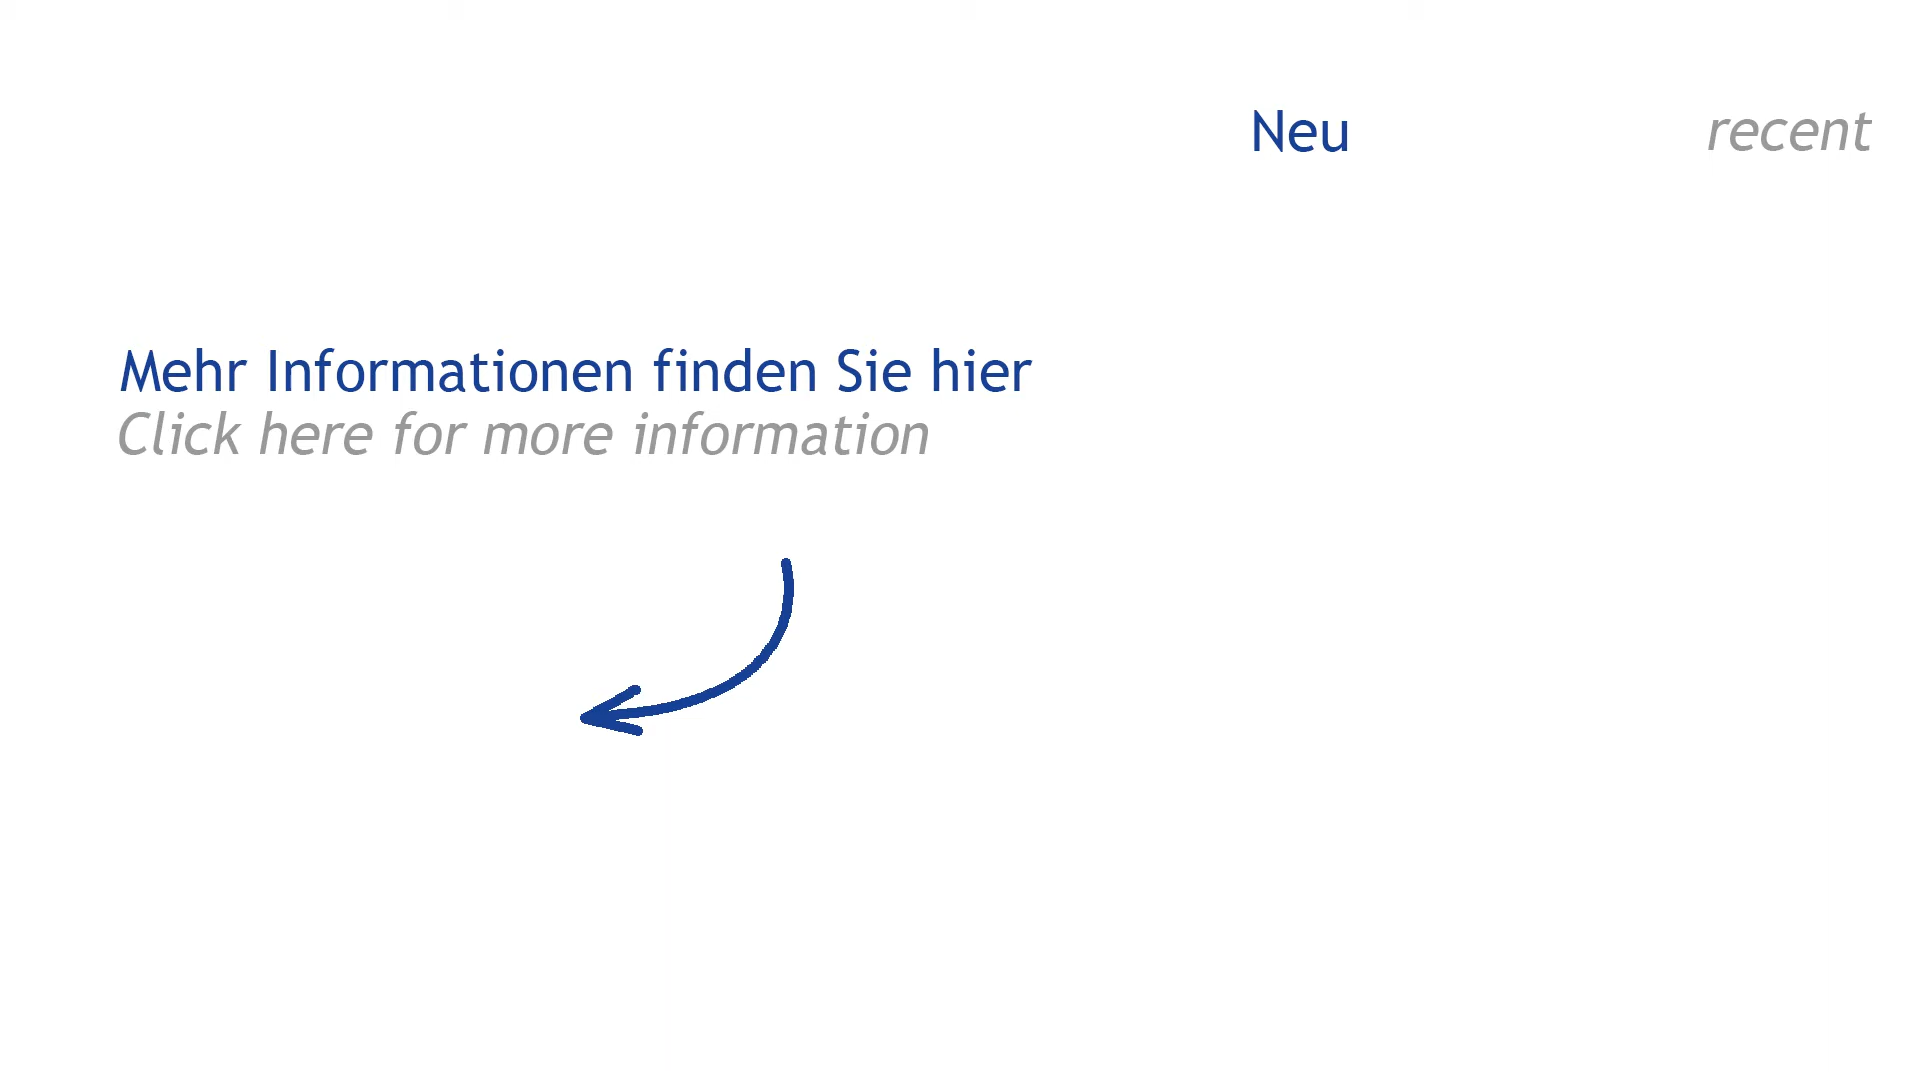 Neu recent
Mehr Informationen finden Sie hier
Click here for more information